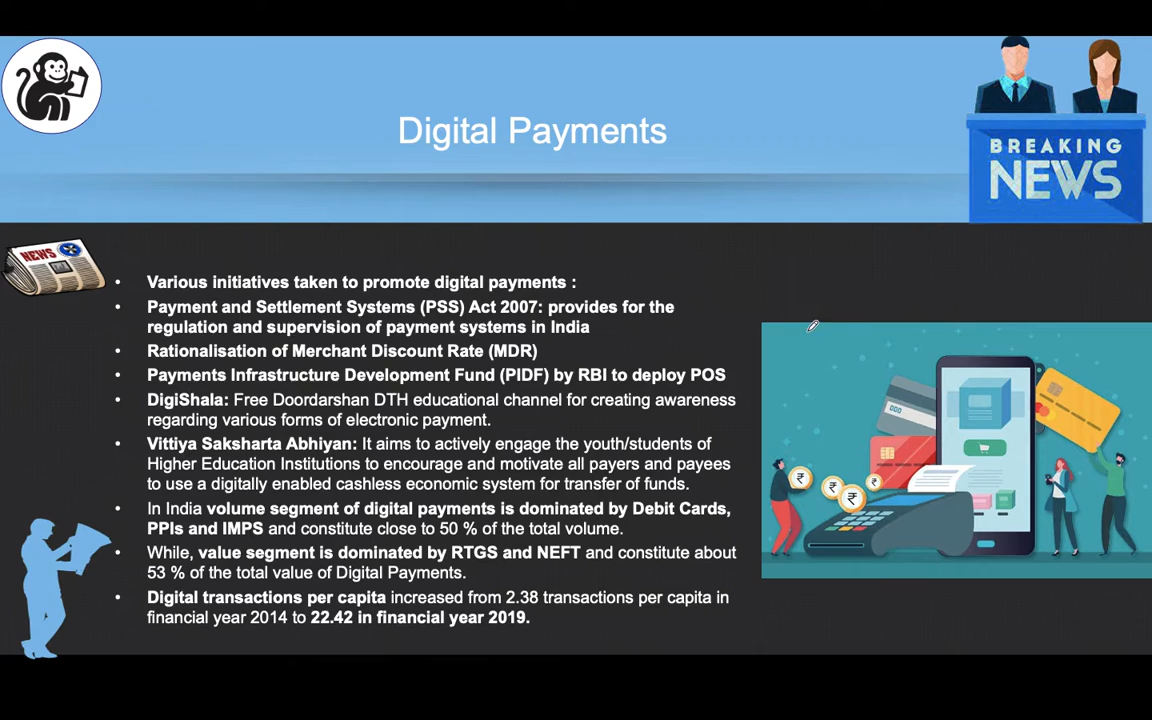 Digital Payments
BREAKING
NEWS
NEWS
• Various initiatives taken to promote digital payments :
• Payment and Settlement Systems (PSS) Act 2007: provides for the
regulation and supervision of payment systems in India
• Rationalisation of Merchant Discount Rate (MDR)
• Payments Infrastructure Development Fund (PIDF) by RBI to deploy POS
• DigiShala: Free Doordarshan DTH educational channel for creating awareness
regarding various forms of electronic payment.
• Vittiya Saksharta Abhiyan: It aims to actively engage the youth/students of
Higher Education Institutions to encourage and motivate all payers and payees
to use a digitally enabled cashless economic system for transfer of funds.
• In India volume segment of digital payments is dominated by Debit Cards,
PPIs and IMPS and constitute close to 50 % of the total volume.
• While, value segment is dominated by RTGS and NEFT and constitute about
53 % of the total value of Digital Payments.
• Digital transactions per capita increased from 2.38 transactions per capita in
financial year 2014 to 22.42 in financial year 2019.
₹
₹
₹
₹